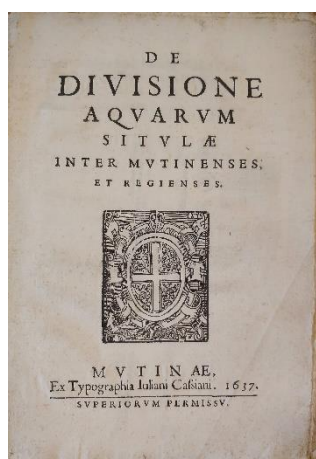 DE
DIVISIONE
AQVARVM
SITVLÆ
INTER MVTINENSES,
ET REGIENSES.
MVTINAE,
Ex Typographia Iuliani Cassiani. 1637.
SVPERIORVM PERMISSV.